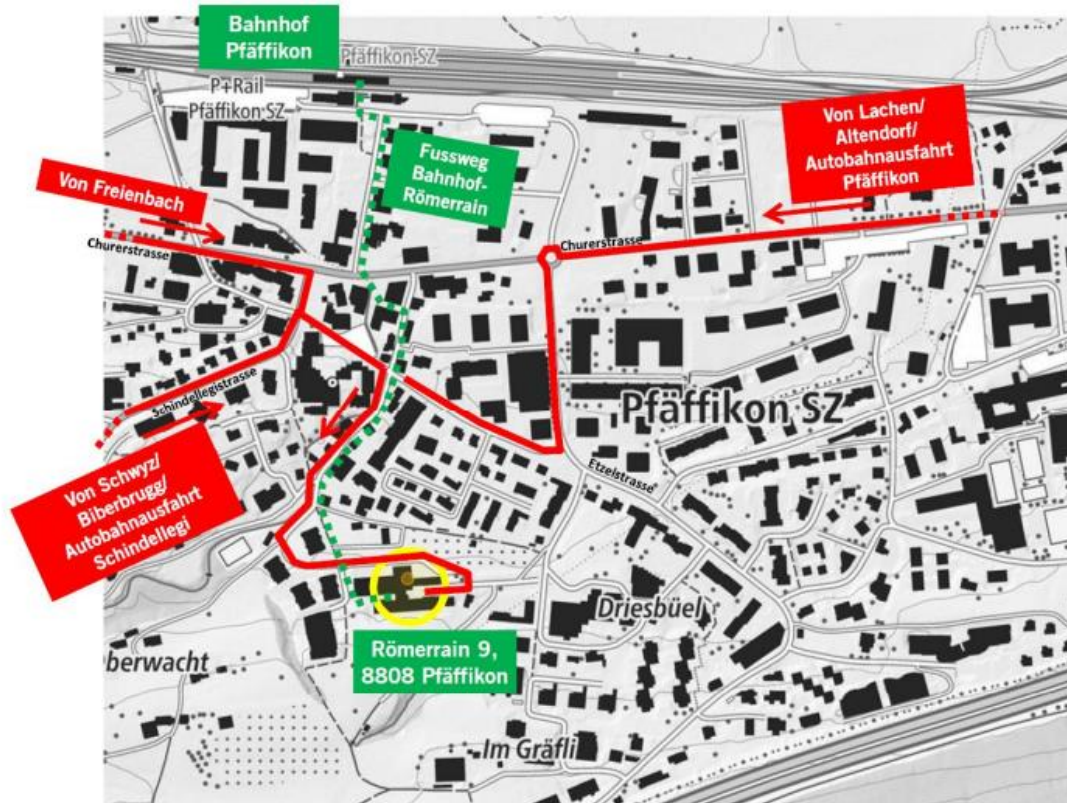 Bahnhof
Pfäffikon
Pfäffikon SZ
P+Rail
Pfäffikon SZ
Von Lachen/
Altendorf/
Autobahnausfahrt
Pfäffikon
Fussweg
Bahnhof-
Römerrain
Von Freienbach
Churerstrasse
Churerstrasse
Schindellegistrasse
Pfäffikon SZ
Etzelstrasse
Von Schwyz/
Biberbrugg/
Autobahnausfahrt
Schindellegi
Driesbüel
Römerrain 9,
8808 Pfäffikon
berwacht
Im Gräfli